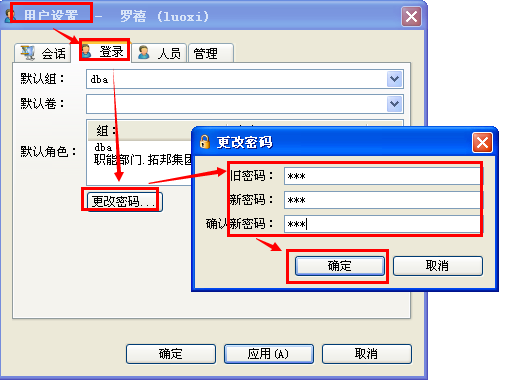 用户设置 - 罗禧 (luoxi)
会话 登录 人员 管理
默认组： dba
默认卷：
组：
默认角色： dba
职能部门.拓邦集团
更改密码...
更改密码
旧密码： ***
新密码： ***
确认新密码： ***
确定 取消
确定 应用(A) 取消